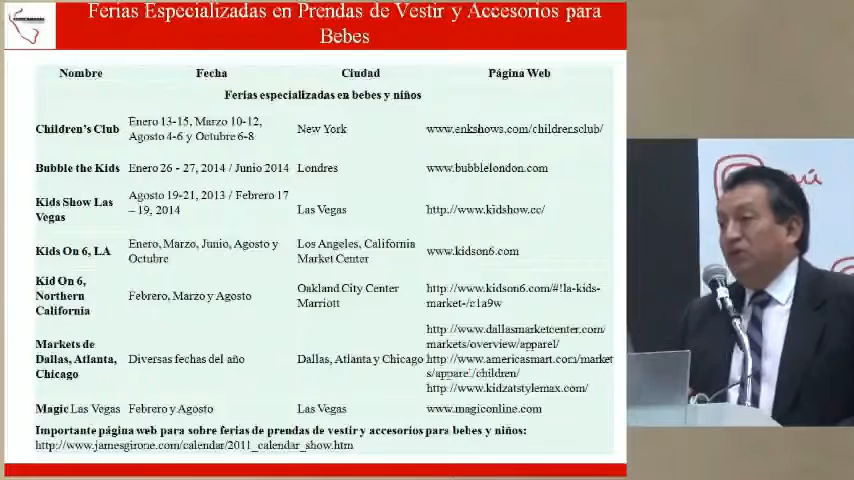 Ferias Especializadas en Prendas de Vestir y Accesorios para
Bebes
Nombre Fecha Ciudad Página Web
Ferias especializadas en bebes y niños
Children's Club
Enero 13-15, Marzo 10-12,
Agosto 4-6 y Octubre 6-8
New York
www.enkshows.com/childrensclub/
Bubble the Kids Enero 26 - 27, 2014 / Junio 2014 Londres www.bubblelondon.com
Kids Show Las
Vegas
Agosto 19-21, 2013 / Febrero 17
– 19, 2014
Las Vegas
http://www.kidshow.cc/
Kids On 6, LA
Enero, Marzo, Junio, Agosto y
Octubre
Los Angeles, California
Market Center
www.kidson6.com
Kid On 6,
Northern
California
Febrero, Marzo y Agosto
Oakland City Center
Marriott
http://www.kidson6.com/#!la-kids-
market-/c1a9w
Markets de
Dallas, Atlanta,
Chicago
Diversas fechas del año
Dallas, Atlanta y Chicago
http://www.dallasmarketcenter.com/
markets/overview/apparel/
http://www.americasmart.com/market
s/apparel/children/
http://www.kidzatstylemax.com/
Magic Las Vegas Febrero y Agosto Las Vegas www.magiconline.com
Importante página web para sobre ferias de prendas de vestir y accesorios para bebes y niños:
http://www.jamesgirone.com/calendar/2011_calendar_show.htm